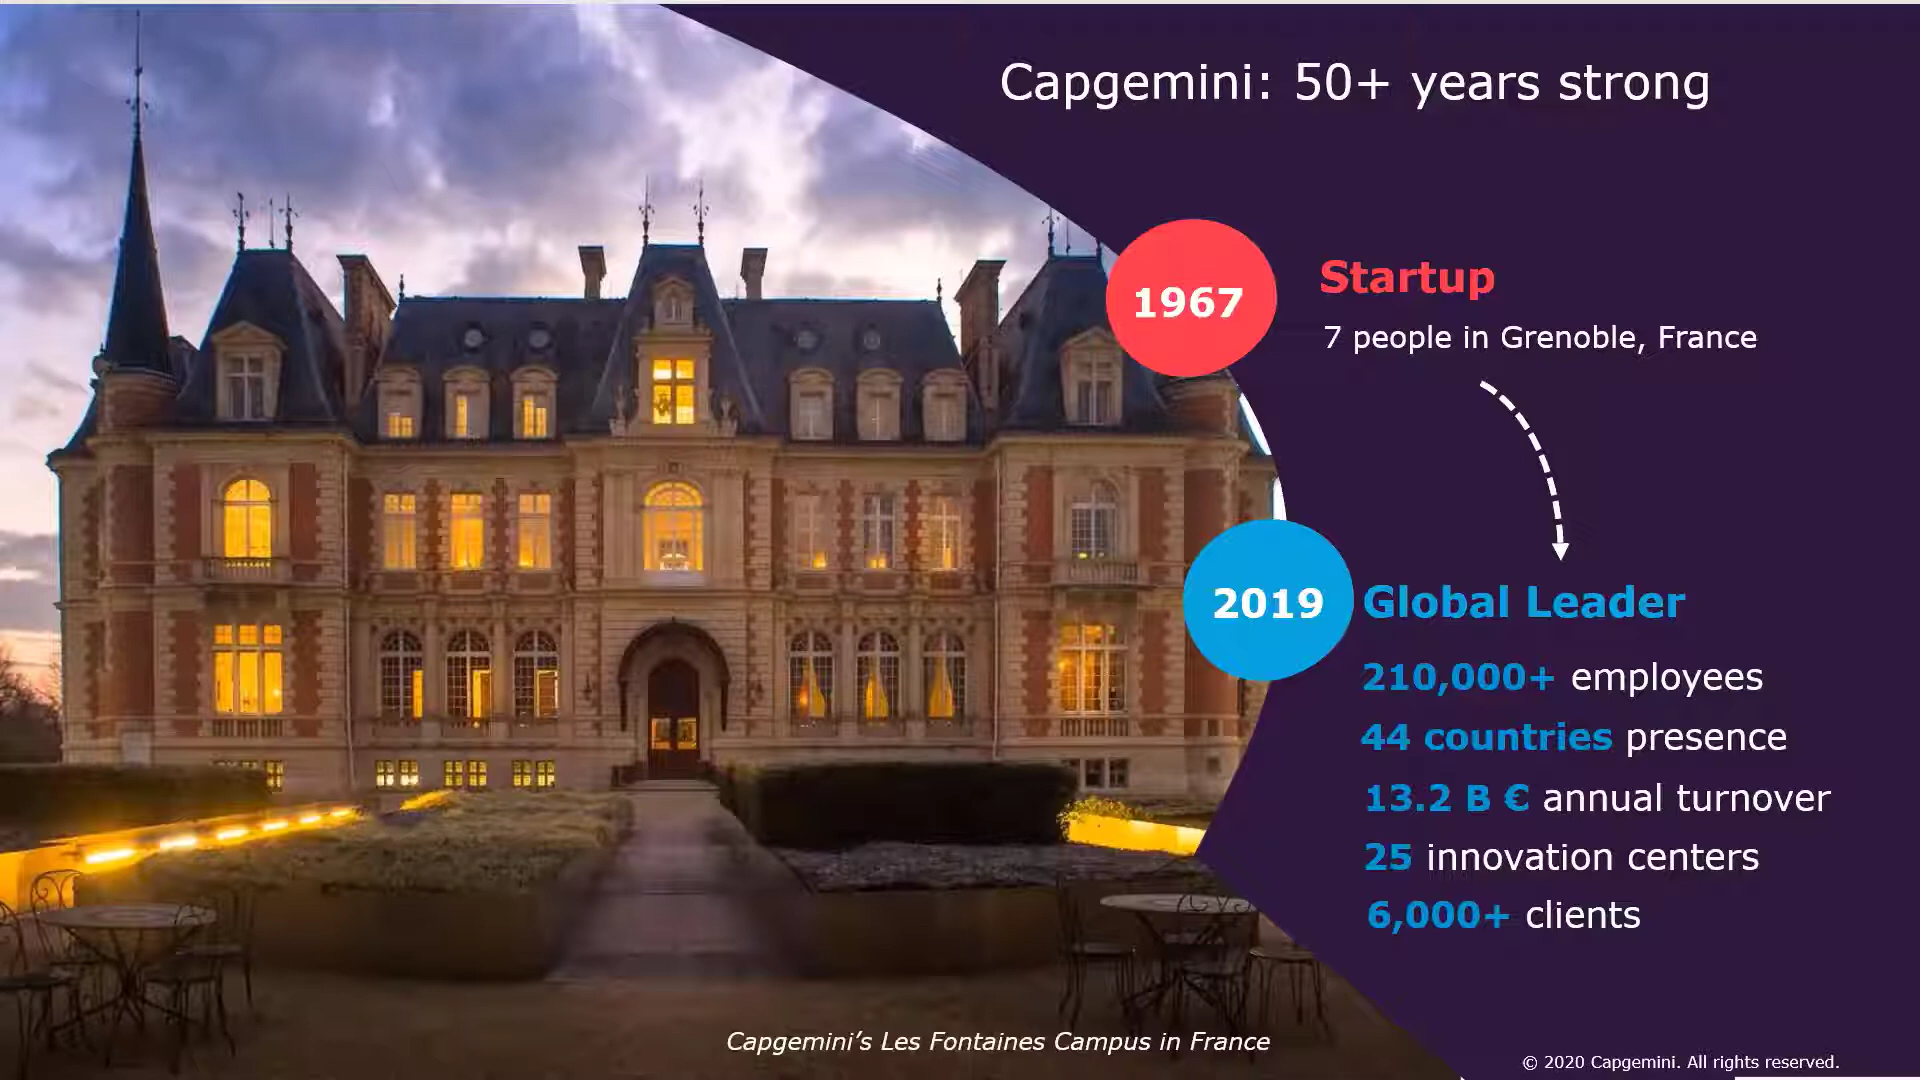 Capgemini: 50+ years strong
1967
Startup
7 people in Grenoble, France
2019
Global Leader
210,000+ employees
44 countries presence
13.2 B € annual turnover
25 innovation centers
6,000+ clients
Capgemini’s Les Fontaines Campus in France
© 2020 Capgemini. All rights reserved.